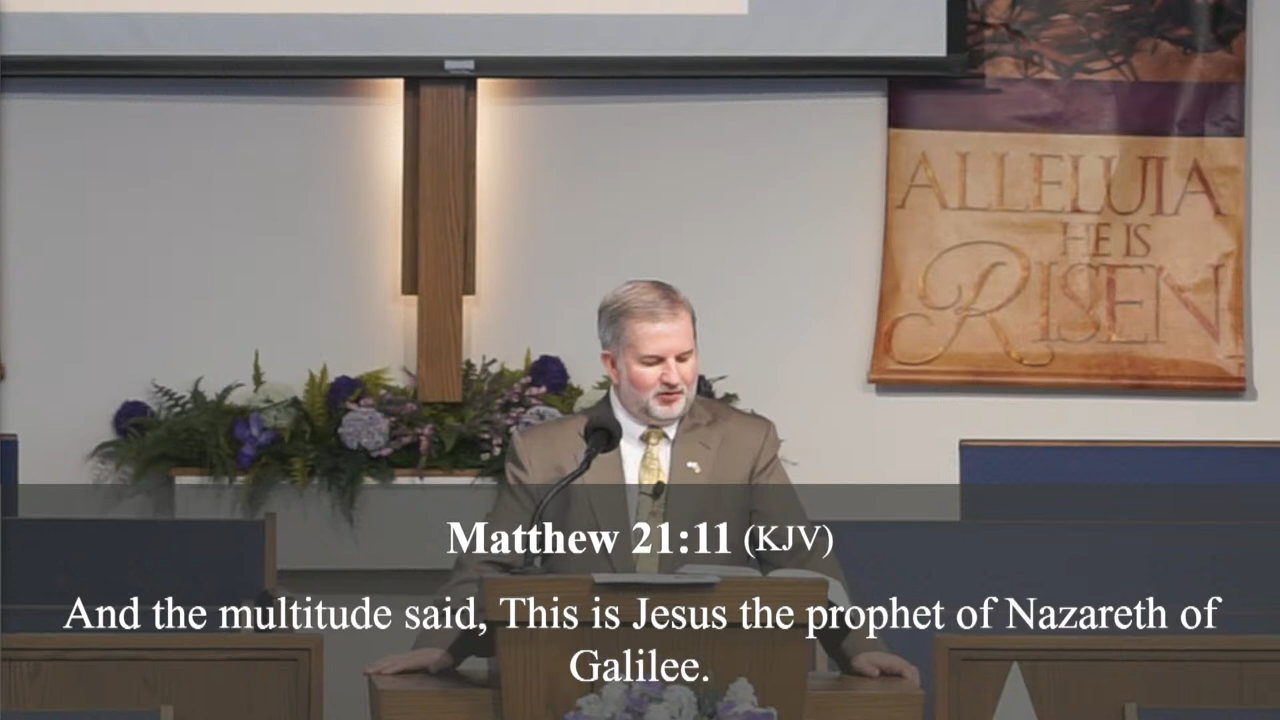 ALLELUIA
HE IS
RISEN
Matthew 21:11 (KJV)
And the multitude said, This is Jesus the prophet of Nazareth of
Galilee.